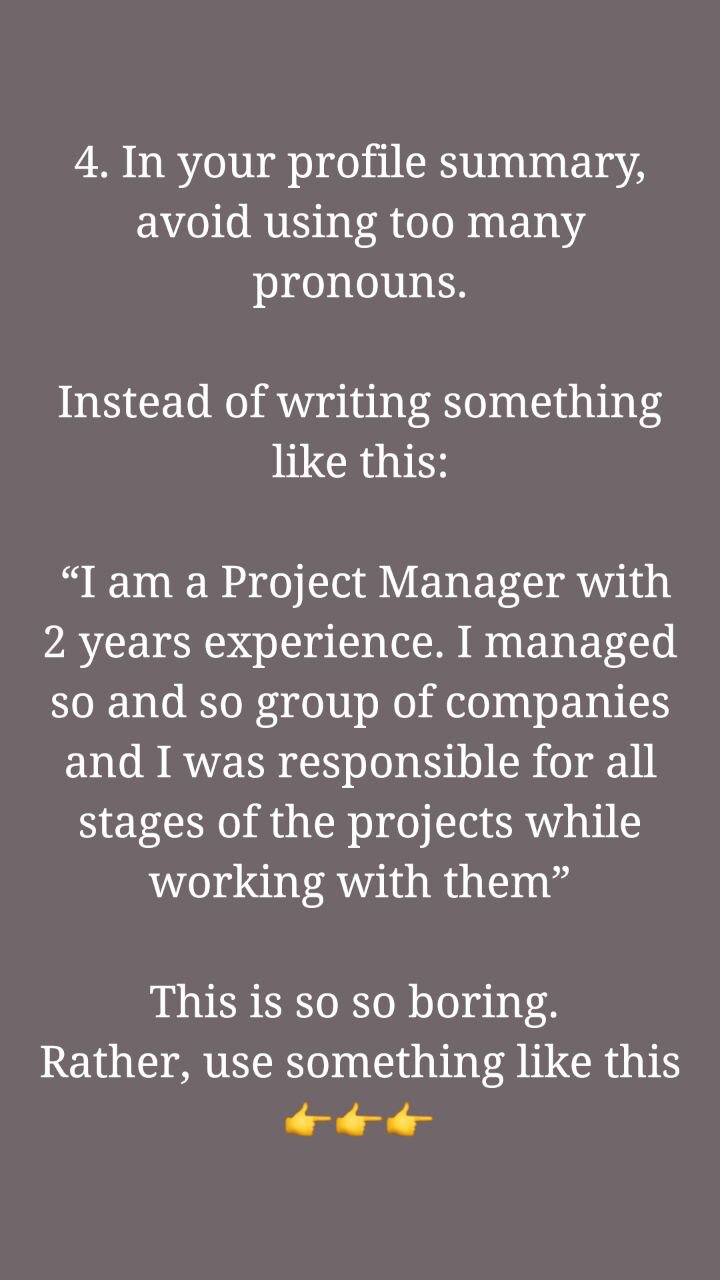 4. In your profile summary,
avoid using too many
pronouns.
Instead of writing something
like this:
“I am a Project Manager with
2 years experience. I managed
so and so group of companies
and I was responsible for all
stages of the projects while
working with them”
This is so so boring.
Rather, use something like this
👉👉👉